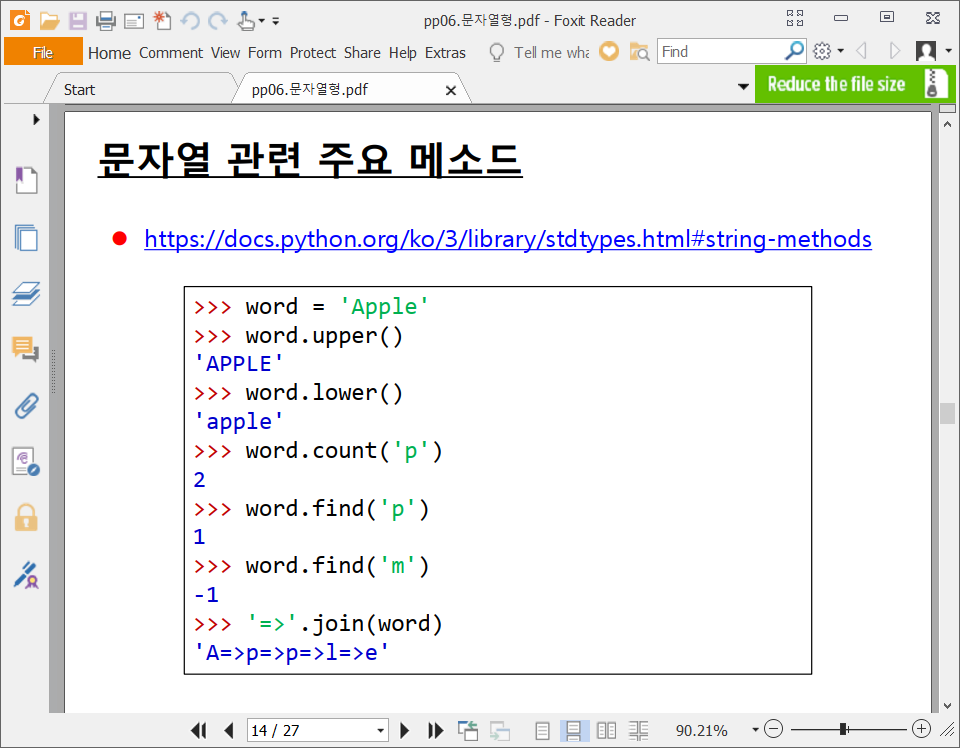 pp06.문자열형.pdf - Foxit Reader
File Home Comment View Form Protect Share Help Extras Tell me wha Find
Start pp06.문자열형.pdf Reduce the file size
문자열 관련 주요 메소드
https://docs.python.org/ko/3/library/stdtypes.html#string-methods
>>> word = 'Apple'
>>> word.upper()
'APPLE'
>>> word.lower()
'apple'
>>> word.count('p')
2
>>> word.find('p')
1
>>> word.find('m')
-1
>>> '=>'.join(word)
'A=>p=>p=>l=>e'
14 / 27 90.21%